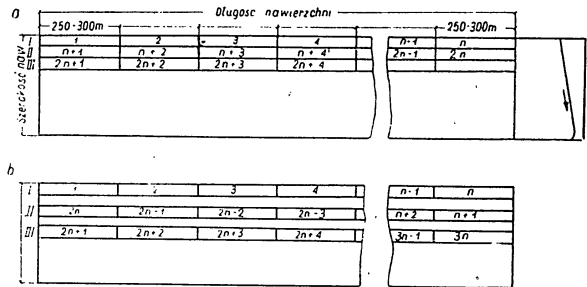 a
Długość nawierzchni
250-300m 250-300m
Szerokość naw
I 1 2 3 4 n-1 n
II n+1 n+2 n+3 n+4 2n-1 2n
III 2n+1 2n+2 2n+3 2n+4
b
I 1 2 3 4 n-1 n
II 2n 2n-1 2n-2 2n-3 n+2 n+1
III 2n+1 2n+2 2n+3 2n+4 3n-1 3n